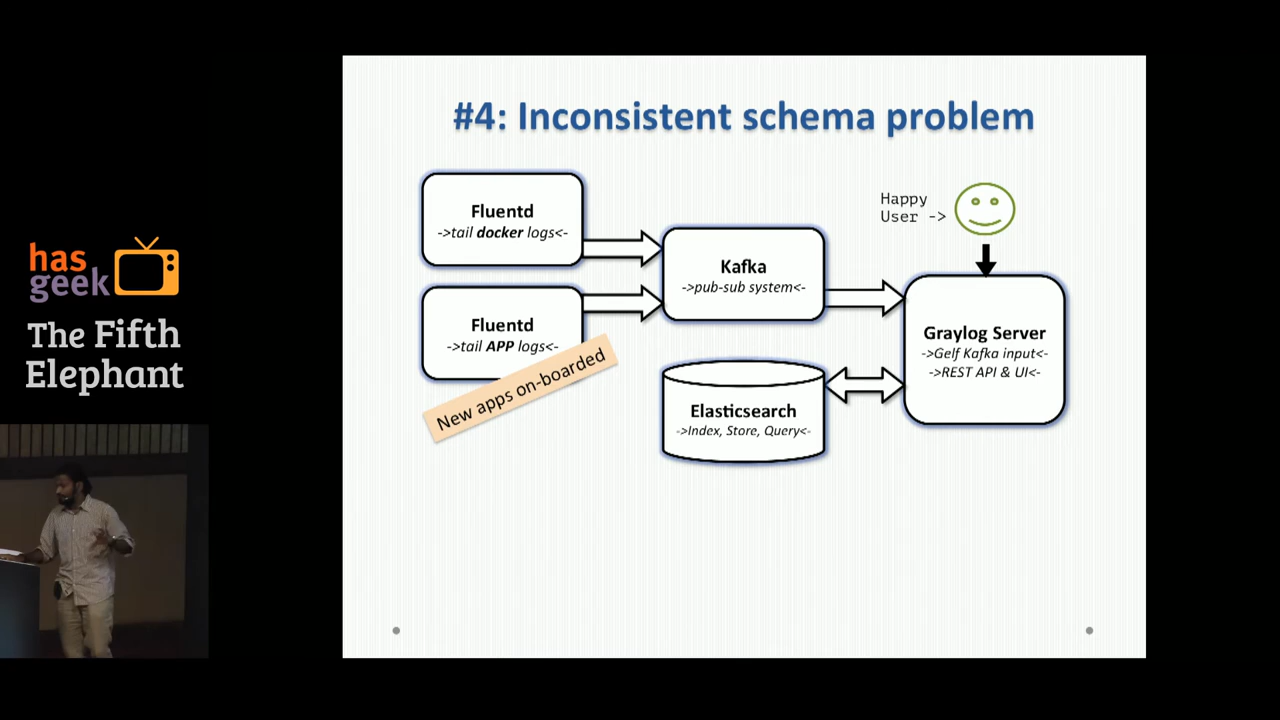 has
geek
The Fifth
Elephant
#4: Inconsistent schema problem
Fluentd
->tail docker logs<-
Fluentd
->tail APP logs<-
New apps on-boarded
Kafka
->pub-sub system<-
Elasticsearch
->Index, Store, Query<-
Happy
User ->
Graylog Server
->Gelf Kafka input<-
->REST API & UI<-